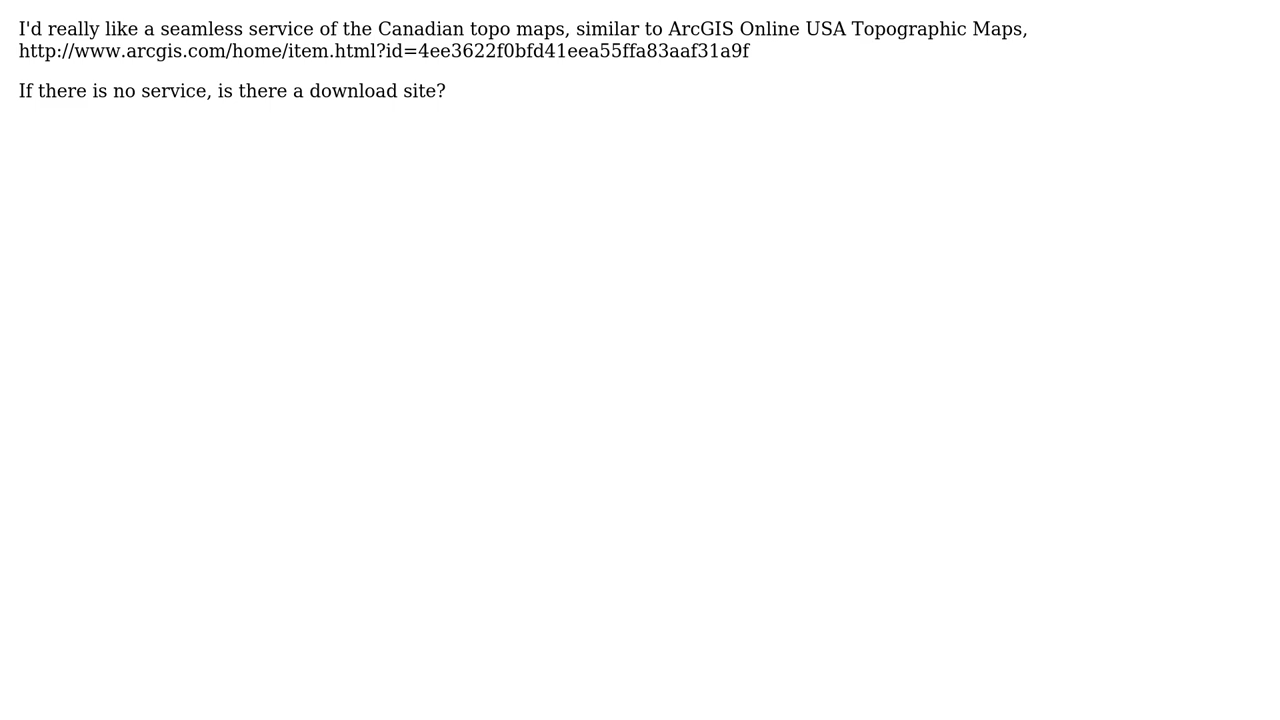 I'd really like a seamless service of the Canadian topo maps, similar to ArcGIS Online USA Topographic Maps,
http://www.arcgis.com/home/item.html?id=4ee3622f0bfd41eea55ffa83aaf31a9f
If there is no service, is there a download site?